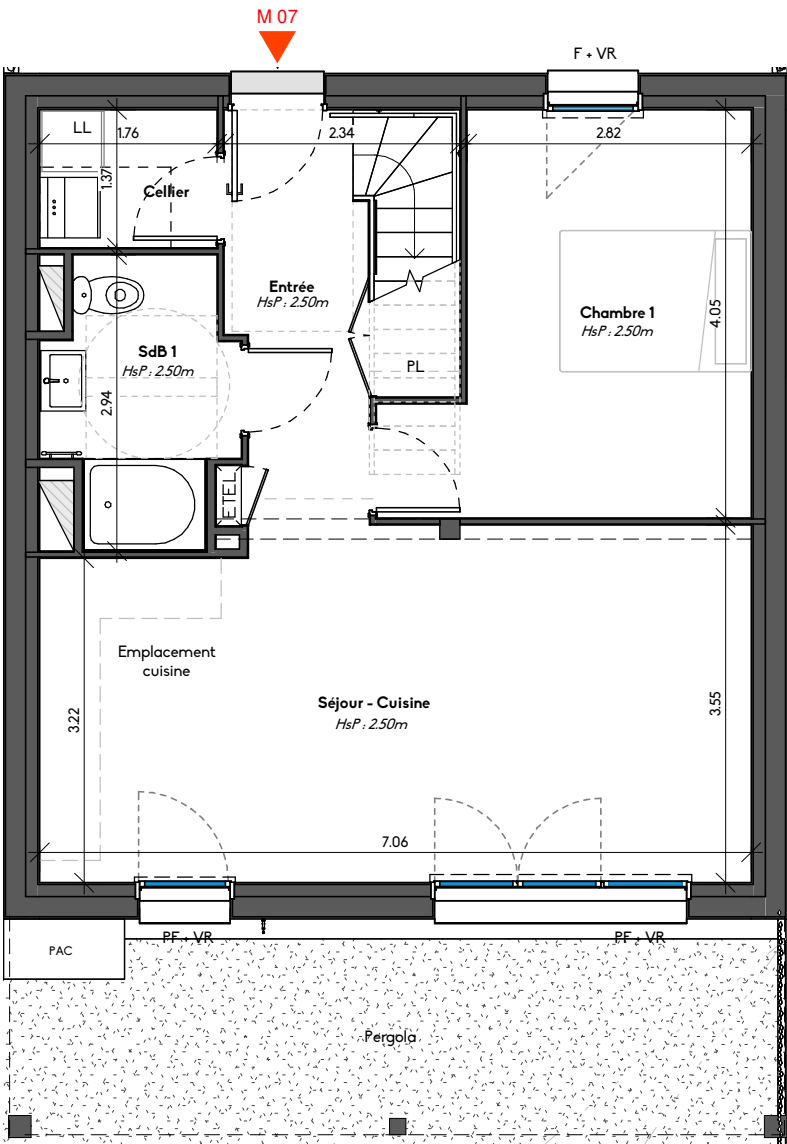 M 07
F + VR
LL
1.76
2.34
2.82
1.37
Cellier
Entrée
HsP : 2.50m
Chambre 1
HsP : 2.50m
4.05
SdB 1
HsP : 2.50m
PL
2.94
ETEL
Emplacement
cuisine
Séjour - Cuisine
HsP : 2.50m
3.22
3.55
7.06
PF + VR
PF + VR
PAC
Pergola